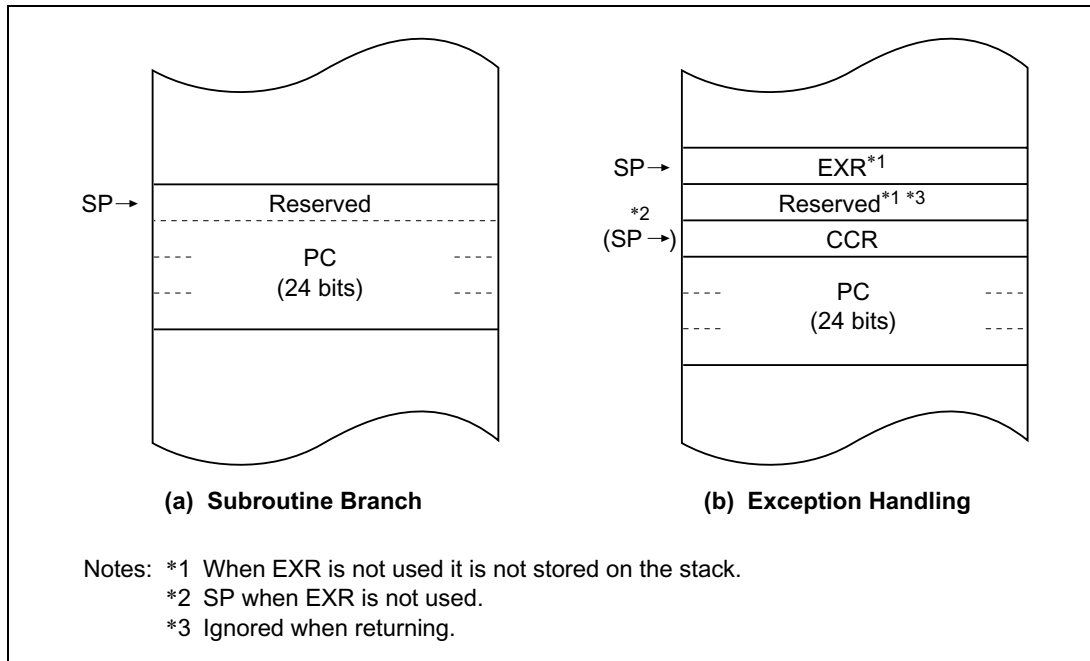 SP→
Reserved
PC
(24 bits)
(a) Subroutine Branch
SP→
EXR*1
Reserved*1 *3
*2
(SP →)
CCR
PC
(24 bits)
(b) Exception Handling
Notes: *1 When EXR is not used it is not stored on the stack.
*2 SP when EXR is not used.
*3 Ignored when returning.